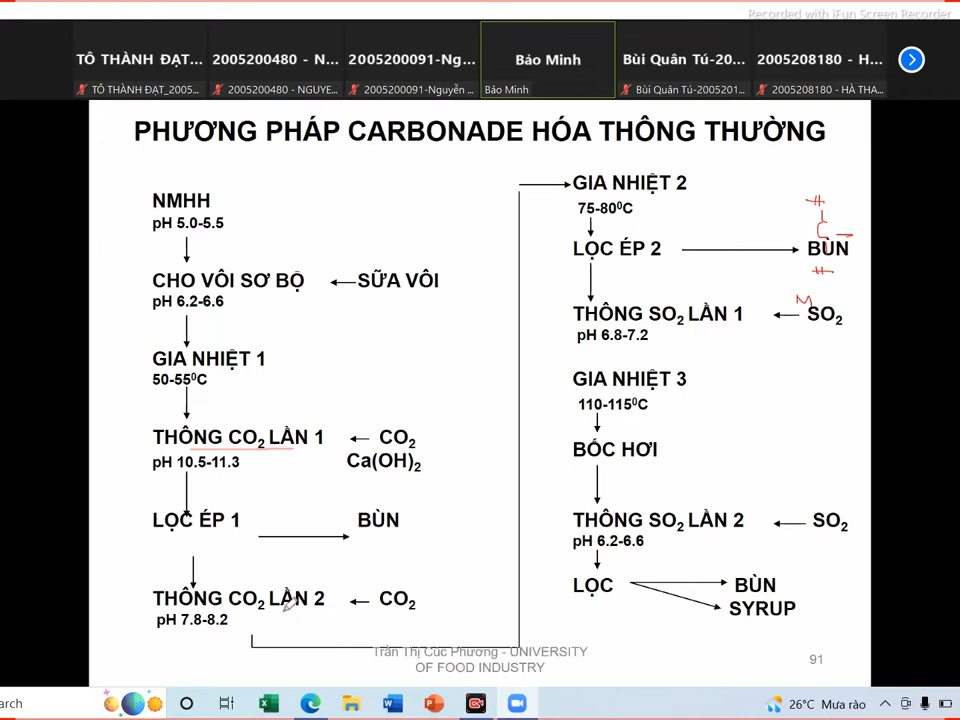 Recorded with iFun Screen Recorder
TÔ THÀNH ĐẠT... 2005200480 - N... 2005200091-Ng... Bảo Minh Bùi Quân Tú-20... 2005208180 - H...
TÔ THÀNH ĐẠT_2005... 2005200480 - NGUYE... 2005200091-Nguyễn ... Bảo Minh Bùi Quân Tú-2005201... 2005208180 - HÀ THA...
PHƯƠNG PHÁP CARBONADE HÓA THÔNG THƯỜNG
NMHH
pH 5.0-5.5
CHO VÔI SƠ BỘ SỮA VÔI
pH 6.2-6.6
GIA NHIỆT 1
50-55⁰C
THÔNG CO₂ LẦN 1 CO₂
pH 10.5-11.3 Ca(OH)₂
LỌC ÉP 1 BÙN
THÔNG CO₂ LẦN 2 CO₂
pH 7.8-8.2
GIA NHIỆT 2
75-80⁰C
LỌC ÉP 2 BÙN
THÔNG SO₂ LẦN 1 SO₂
pH 6.8-7.2
GIA NHIỆT 3
110-115⁰C
BỐC HƠI
THÔNG SO₂ LẦN 2 SO₂
pH 6.2-6.6
LỌC BÙN
SYRUP
Trần Thị Cúc Phương - UNIVERSITY
OF FOOD INDUSTRY
91
arch 26°C Mưa rào